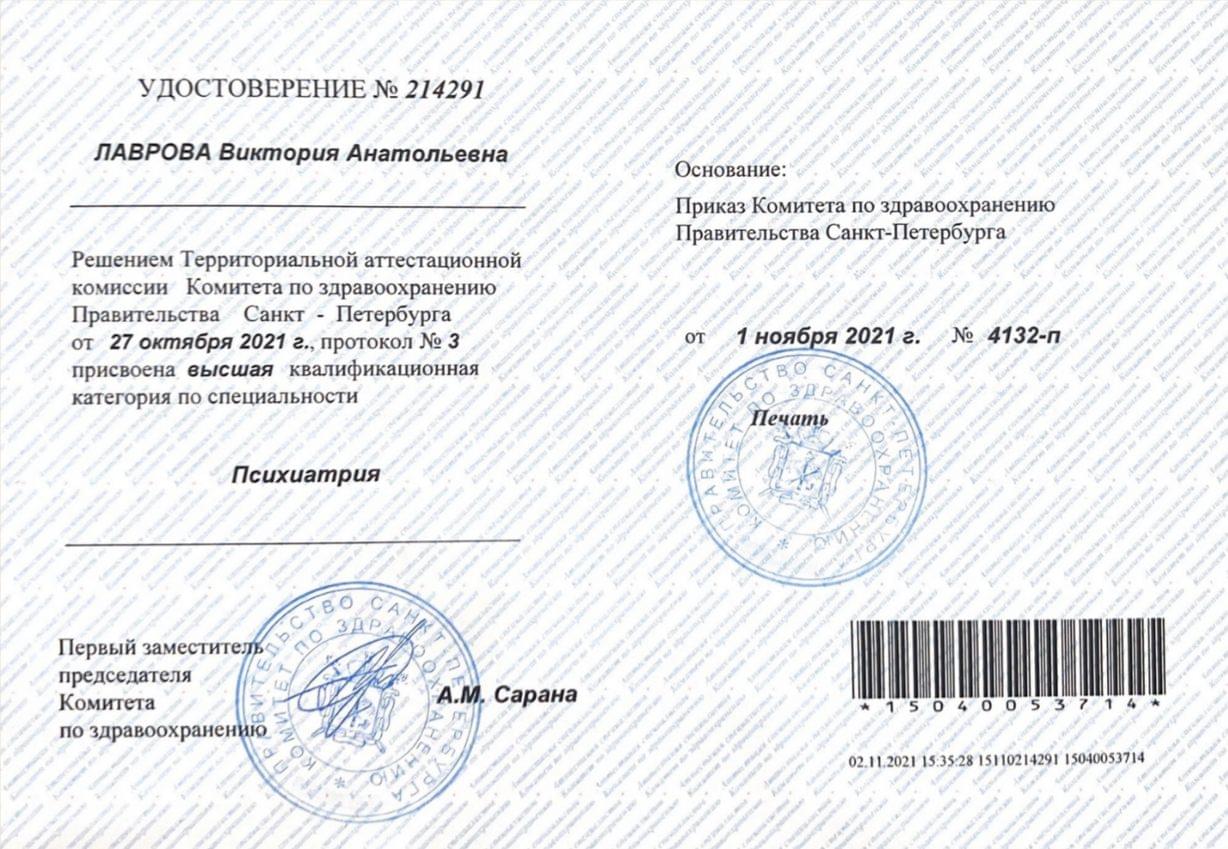 УДОСТОВЕРЕНИЕ № 214291
ЛАВРОВА Виктория Анатольевна
Решением Территориальной аттестационной
комиссии Комитета по здравоохранению
Правительства Санкт - Петербурга
от 27 октября 2021 г., протокол № 3
присвоена высшая квалификационная
категория по специальности
Психиатрия
Первый заместитель
председателя
Комитета
по здравоохранению
А.М. Сарана
ПРАВИТЕЛЬСТВО САНКТ-ПЕТЕРБУРГА
КОМИТЕТ ПО ЗДРАВООХРАНЕНИЮ *
Основание:
Приказ Комитета по здравоохранению
Правительства Санкт-Петербурга
от 1 ноября 2021 г. № 4132-п
Печать
ПРАВИТЕЛЬСТВО САНКТ-ПЕТЕРБУРГА
КОМИТЕТ ПО ЗДРАВООХРАНЕНИЮ *
*15040053714*
02.11.2021 15:35:28 15110214291 15040053714